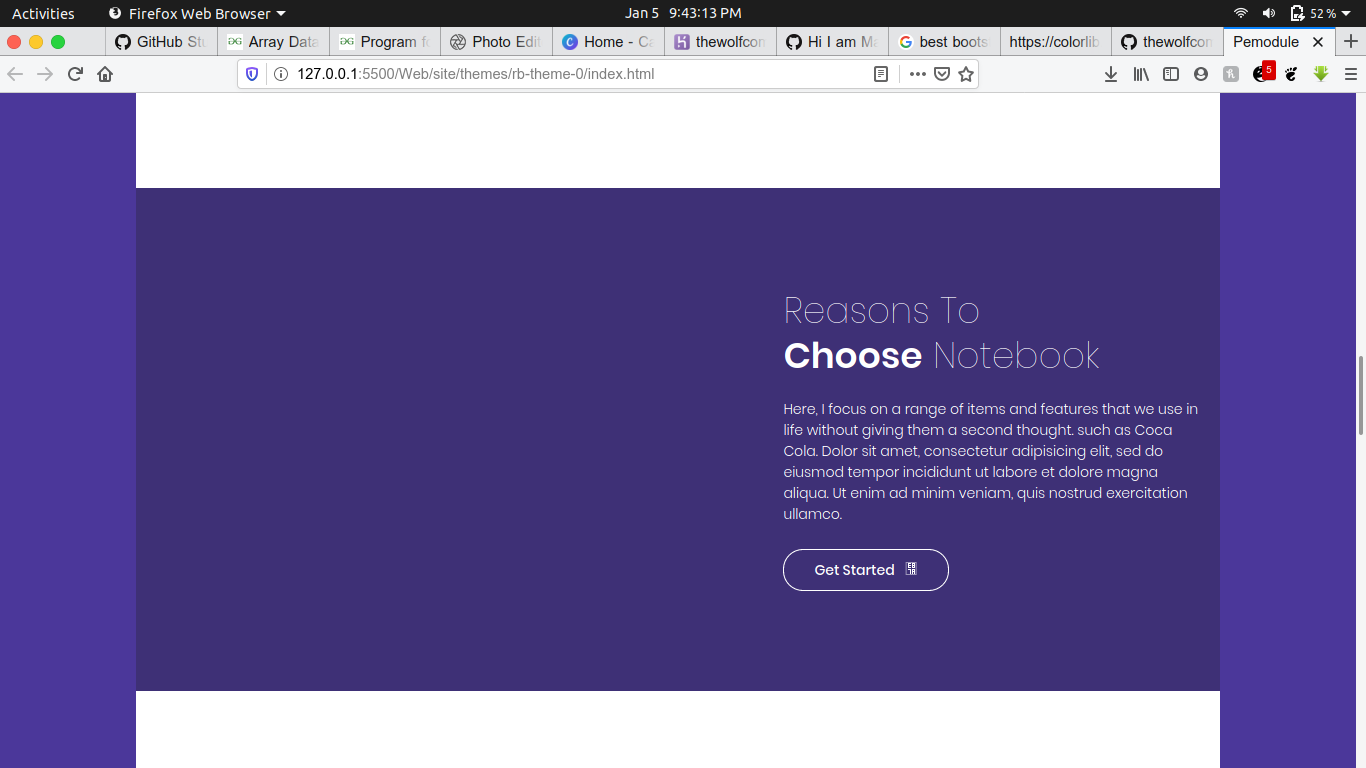 Activities
Firefox Web Browser
Jan 5 9:43:13 PM
52 %
GitHub Stu
Array Data
Program fo
Photo Edit
Home - Ca
thewolfcon
Hi I am Ma
best boots
https://colorlib
thewolfcon
Pemodule
127.0.0.1:5500/Web/site/themes/rb-theme-0/index.html
5
Reasons To
Choose Notebook
Here, I focus on a range of items and features that we use in
life without giving them a second thought. such as Coca
Cola. Dolor sit amet, consectetur adipisicing elit, sed do
eiusmod tempor incididunt ut labore et dolore magna
aliqua. Ut enim ad minim veniam, quis nostrud exercitation
ullamco.
Get Started